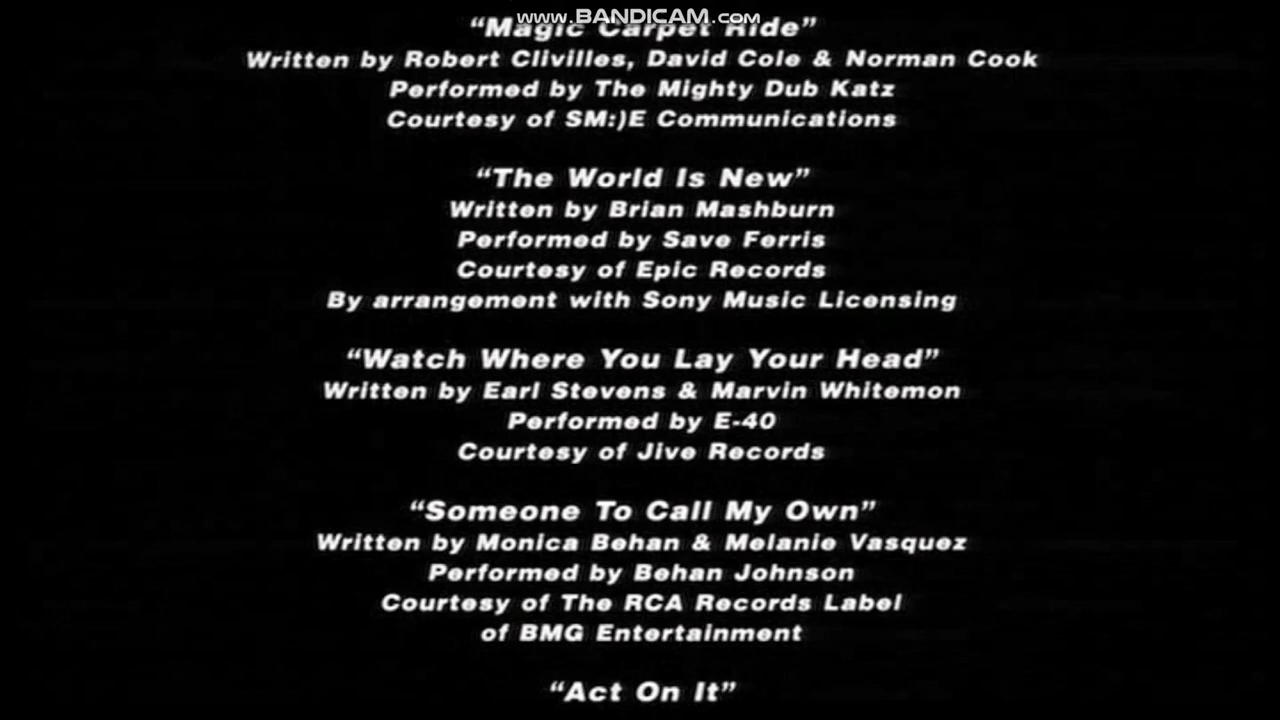 www.BANDICAM.com
“Magic Carpet Ride”
Written by Robert Clivilles, David Cole & Norman Cook
Performed by The Mighty Dub Katz
Courtesy of SM:)E Communications
“The World Is New”
Written by Brian Mashburn
Performed by Save Ferris
Courtesy of Epic Records
By arrangement with Sony Music Licensing
“Watch Where You Lay Your Head”
Written by Earl Stevens & Marvin Whitemon
Performed by E-40
Courtesy of Jive Records
“Someone To Call My Own”
Written by Monica Behan & Melanie Vasquez
Performed by Behan Johnson
Courtesy of The RCA Records Label
of BMG Entertainment
“Act On It”